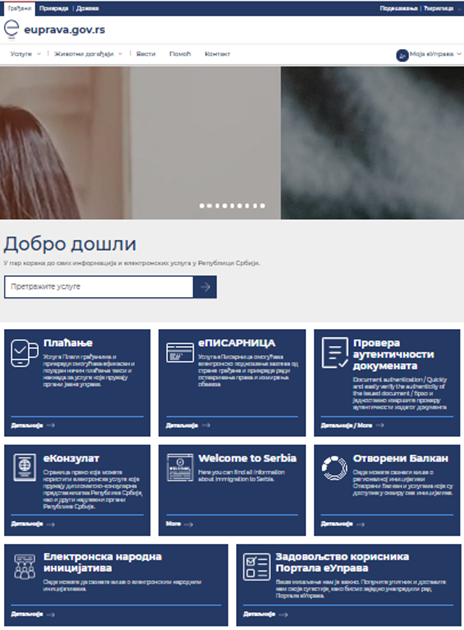 Грађани Привреда | Држава
Подешавања | Ћирилица
euprava.gov.rs
Услуге | Животни догађаји | Вести Помоћ Контакт
Моја еУправа
Добро дошли
У пар корака до свих информација и електронских услуга у Републици Србији.
Претражите услуге
Плаћање
Услуга Плати грађанима и
привреди омогућава ефикасан и
поуздан начин плаћања такси и
накнада за услуге које пружају
органи јавне управе.
Детаљније
еПИСАРНИЦА
Услуга еПисарница омогућава
електронско подношење захтева од
стране грађана и привреде ради
остваривања права и измирења
обавеза
Детаљније
Провера
аутентичности
докумената
Document authentication / Quickly
and easily verify the authenticity of
the issued document / Брзо и
једноставно извршите проверу
аутентичности издатог документа
Детаљније / More
еКонзулат
Страница преко које можете
користити електронске услуге које
пружају дипломатско-конзуларна
представништва Републике Србије,
као и други надлежни органи
Републике Србије.
Детаљније
Welcome to Serbia
WELCOME
Here you can find all information
about immigration to Serbia.
More
Отворени Балкан
Овде можете сазнати више о
регионалној иницијативи
Отворени Балкан и услугама које су
доступне у оквиру ове иницијативе.
Детаљније
Електронска народна
иницијатива
Овде можете да сазнате више о електронским народним
иницијативама.
Детаљније
Задовољство корисника
Портала еУправа
Ваше мишљење нам је важно. Попуните упитник и доставите
нам своје сугестије, како бисмо заједно унапредили рад
Портала еУправа.
Детаљније